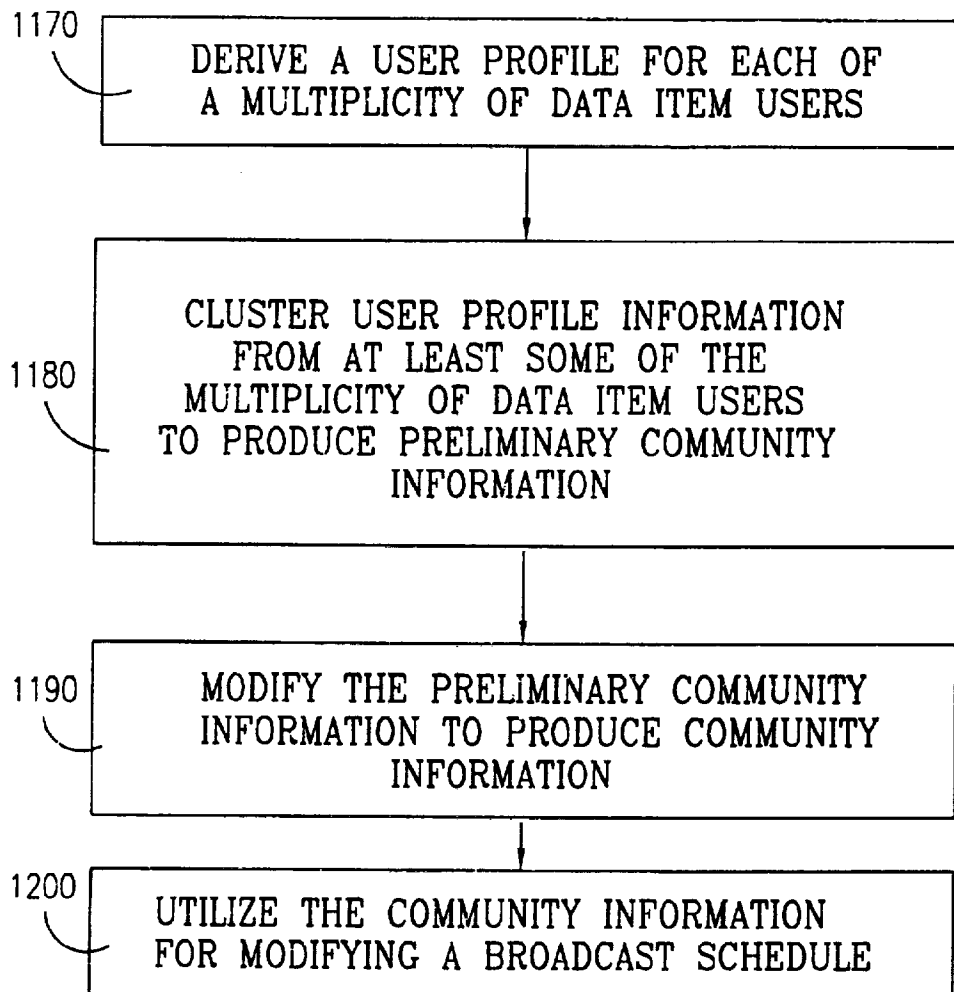 1170
DERIVE A USER PROFILE FOR EACH OF
A MULTIPLICITY OF DATA ITEM USERS
1180
CLUSTER USER PROFILE INFORMATION
FROM AT LEAST SOME OF THE
MULTIPLICITY OF DATA ITEM USERS
TO PRODUCE PRELIMINARY COMMUNITY
INFORMATION
1190
MODIFY THE PRELIMINARY COMMUNITY
INFORMATION TO PRODUCE COMMUNITY
INFORMATION
1200
UTILIZE THE COMMUNITY INFORMATION
FOR MODIFYING A BROADCAST SCHEDULE